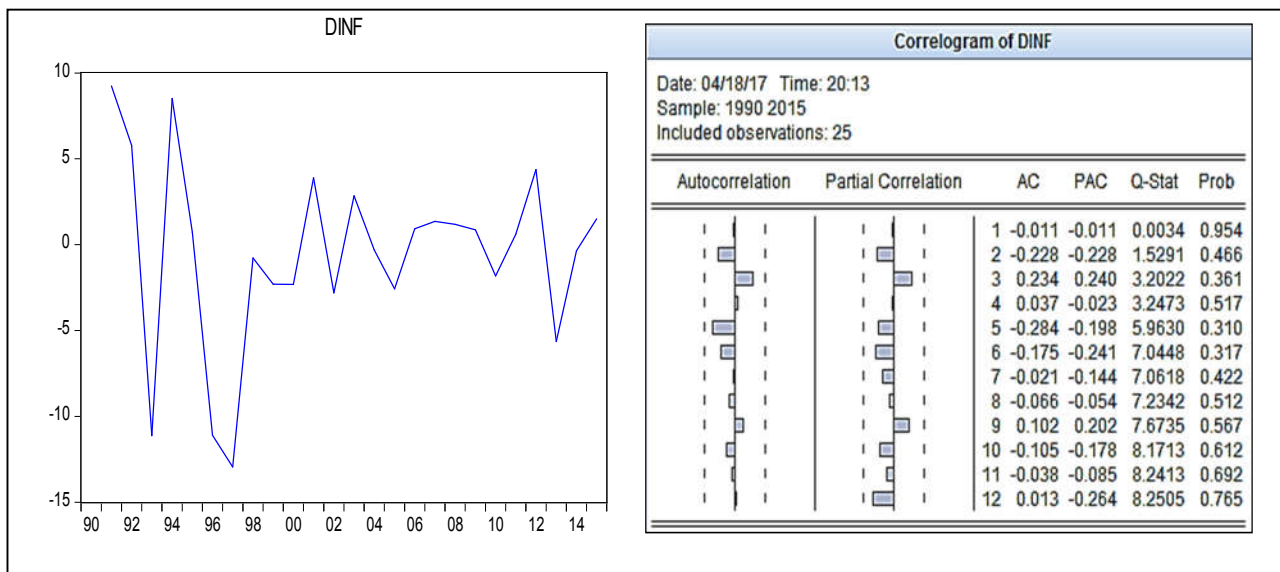 DINF
10
5
0
-5
-10
-15
90 92 94 96 98 00 02 04 06 08 10 12 14
Correlogram of DINF
Date: 04/18/17 Time: 20:13
Sample: 1990 2015
Included observations: 25
Autocorrelation Partial Correlation AC PAC Q-Stat Prob
1 -0.011 -0.011 0.0034 0.954
2 -0.228 -0.228 1.5291 0.466
3 0.234 0.240 3.2022 0.361
4 0.037 -0.023 3.2473 0.517
5 -0.284 -0.198 5.9630 0.310
6 -0.175 -0.241 7.0448 0.317
7 -0.021 -0.144 7.0618 0.422
8 -0.066 -0.054 7.2342 0.512
9 0.102 0.202 7.6735 0.567
10 -0.105 -0.178 8.1713 0.612
11 -0.038 -0.085 8.2413 0.692
12 0.013 -0.264 8.2505 0.765